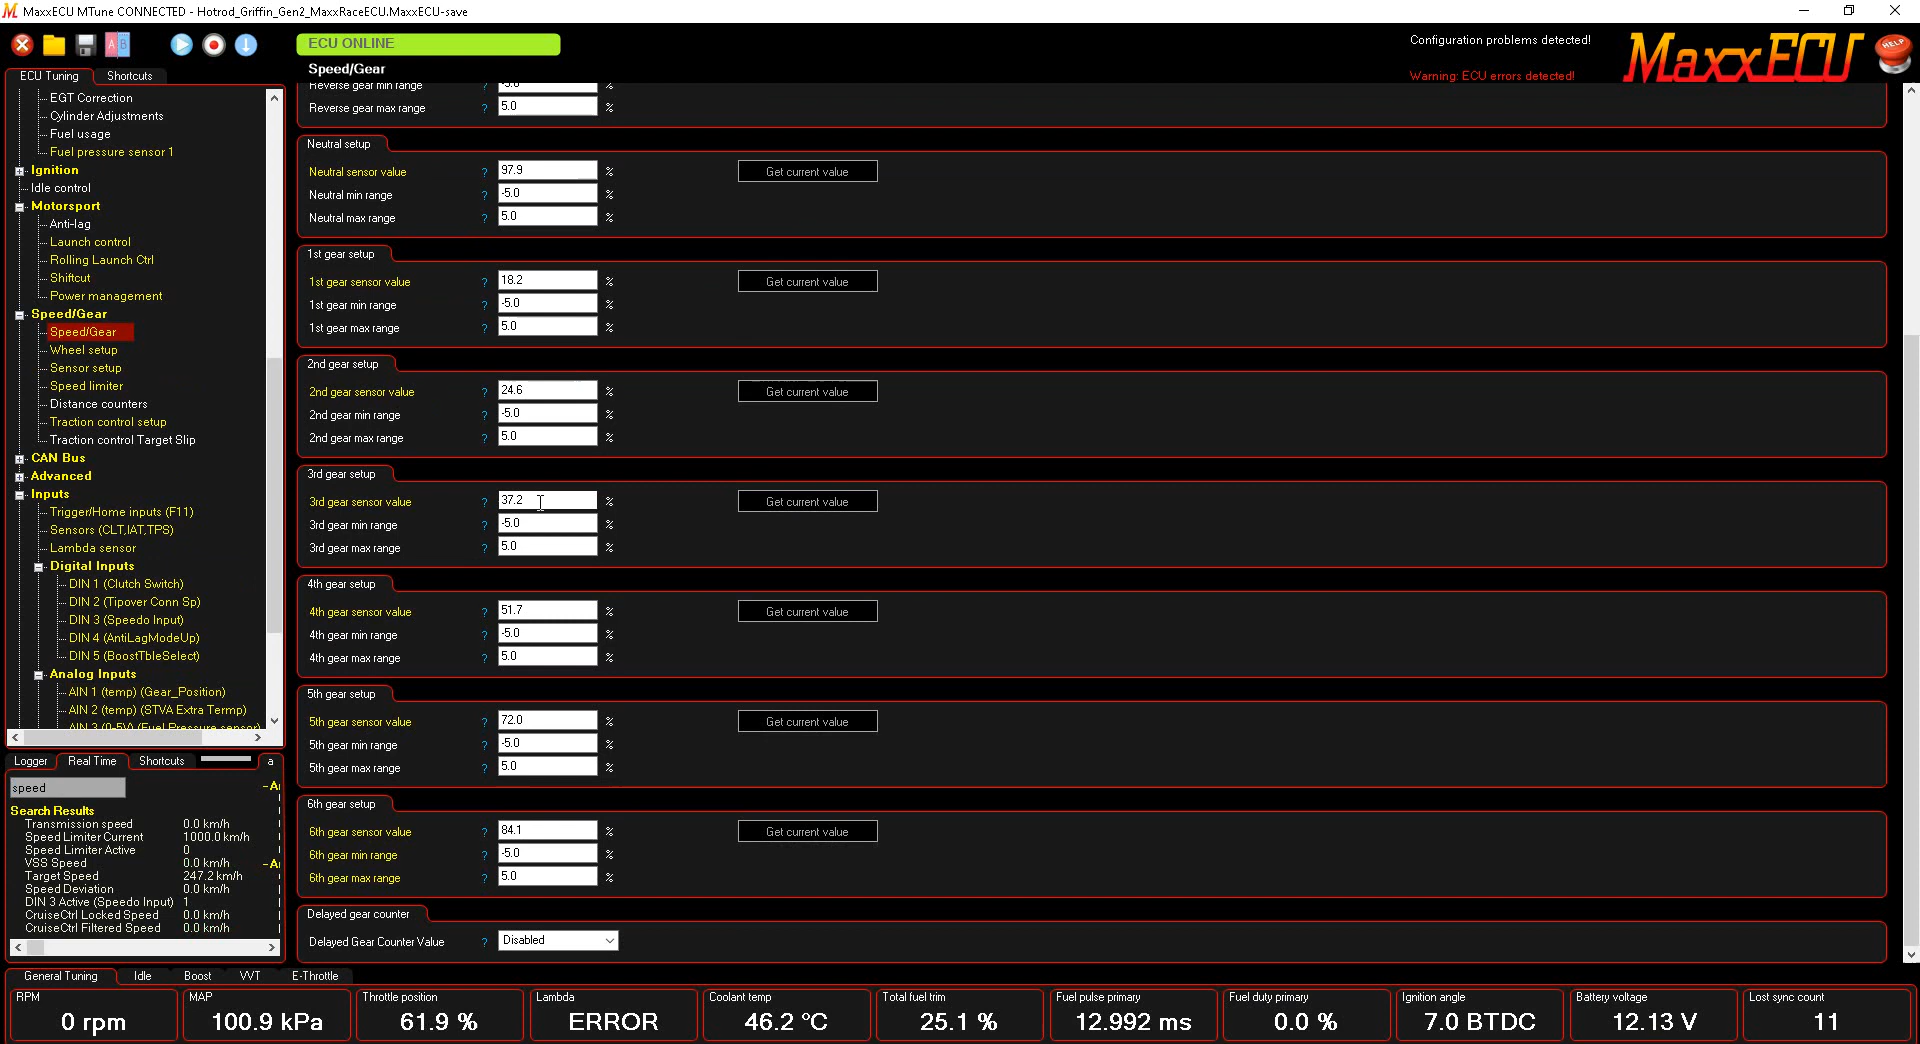 MaxxECU MTune CONNECTED - Hotrod_Griffin_Gen2_MaxxRaceECU.MaxxECU-save
A B
ECU ONLINE
Configuration problems detected!
Warning: ECU errors detected!
MaxxECU
HELP
ECU Tuning Shortcuts
Speed/Gear
EGT Correction
Cylinder Adjustments
Fuel usage
Fuel pressure sensor 1
Ignition
Idle control
Motorsport
Anti-lag
Launch control
Rolling Launch Ctrl
Shiftcut
Power management
Speed/Gear
Speed/Gear
Wheel setup
Sensor setup
Speed limiter
Distance counters
Traction control setup
Traction control Target Slip
CAN Bus
Advanced
Inputs
Trigger/Home inputs (F11)
Sensors (CLT,IAT,TPS)
Lambda sensor
Digital Inputs
DIN 1 (Clutch Switch)
DIN 2 (Tipover Conn Sp)
DIN 3 (Speedo Input)
DIN 4 (AntiLagModeUp)
DIN 5 (BoostTbleSelect)
Analog Inputs
AIN 1 (temp) (Gear_Position)
AIN 2 (temp) (STVA Extra Termp)
AIN 3 (0-5V) (Fuel Pressure sensor)
Reverse gear min range ? -5.0 %
Reverse gear max range ? 5.0 %
Neutral setup
Neutral sensor value ? 97.9 % Get current value
Neutral min range ? -5.0 %
Neutral max range ? 5.0 %
1st gear setup
1st gear sensor value ? 18.2 % Get current value
1st gear min range ? -5.0 %
1st gear max range ? 5.0 %
2nd gear setup
2nd gear sensor value ? 24.6 % Get current value
2nd gear min range ? -5.0 %
2nd gear max range ? 5.0 %
3rd gear setup
3rd gear sensor value ? 37.2 % Get current value
3rd gear min range ? -5.0 %
3rd gear max range ? 5.0 %
4th gear setup
4th gear sensor value ? 51.7 % Get current value
4th gear min range ? -5.0 %
4th gear max range ? 5.0 %
5th gear setup
5th gear sensor value ? 72.0 % Get current value
5th gear min range ? -5.0 %
5th gear max range ? 5.0 %
6th gear setup
6th gear sensor value ? 84.1 % Get current value
6th gear min range ? -5.0 %
6th gear max range ? 5.0 %
Delayed gear counter
Delayed Gear Counter Value ? Disabled
Logger Real Time Shortcuts a
speed
Search Results
Transmission speed 0.0 km/h
Speed Limiter Current 1000.0 km/h
Speed Limiter Active 0
VSS Speed 0.0 km/h
Target Speed 247.2 km/h
Speed Deviation 0.0 km/h
DIN 3 Active (Speedo Input) 1
CruiseCtrl Locked Speed 0.0 km/h
CruiseCtrl Filtered Speed 0.0 km/h
General Tuning Idle Boost VVT E-Throttle
RPM MAP Throttle position Lambda Coolant temp Total fuel trim Fuel pulse primary Fuel duty primary Ignition angle Battery voltage Lost sync count
0 rpm 100.9 kPa 61.9 % ERROR 46.2 °C 25.1 % 12.992 ms 0.0 % 7.0 BTDC 12.13 V 11